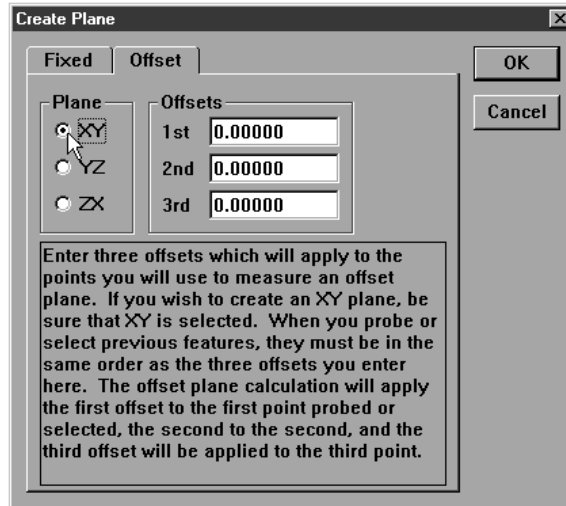 Create Plane
Fixed Offset
OK
Cancel
Plane
XY
YZ
ZX
Offsets
1st 0.00000
2nd 0.00000
3rd 0.00000
Enter three offsets which will apply to the
points you will use to measure an offset
plane. If you wish to create an XY plane, be
sure that XY is selected. When you probe or
select previous features, they must be in the
same order as the three offsets you enter
here. The offset plane calculation will apply
the first offset to the first point probed or
selected, the second to the second, and the
third offset will be applied to the third point.